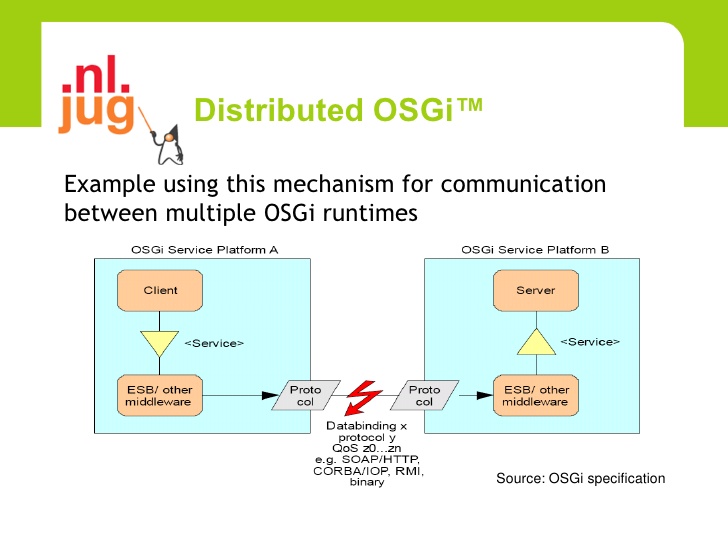 .nl.
jug
Distributed OSGi™
Example using this mechanism for communication
between multiple OSGi runtimes
OSGi Service Platform A
OSGi Service Platform B
Client
Server
<Service>
<Service>
ESB/ other
middleware
Proto
col
Proto
col
ESB/ other
middleware
Databinding x
protocol y
QoS z0...zn
e.g. SOAP/HTTP,
CORBA/IOP, RMI,
binary
Source: OSGi specification